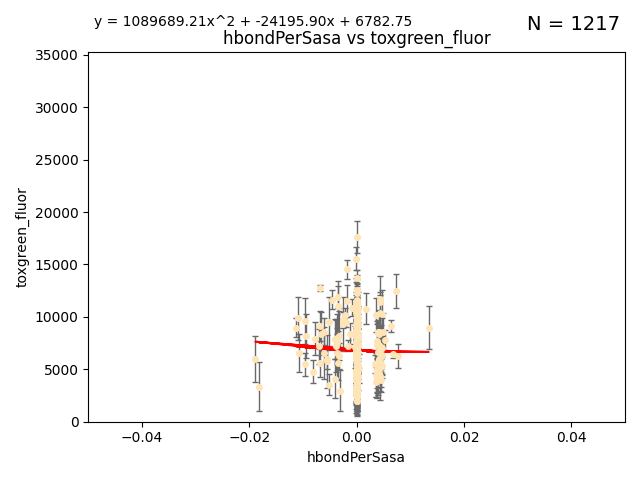 y = 1089689.21x^2 + -24195.90x + 6782.75
N = 1217
hbondPerSasa vs toxgreen_fluor
35000
30000
25000
20000
15000
10000
5000
0
toxgreen_fluor
−0.04
−0.02
0.00
0.02
0.04
hbondPerSasa